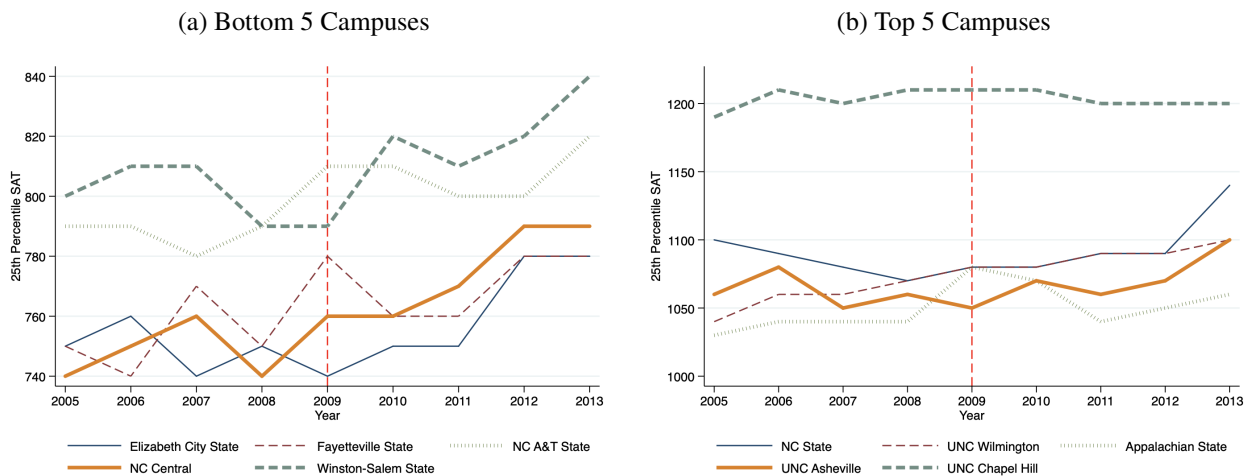 (a) Bottom 5 Campuses
25th Percentile SAT
840
820
800
780
760
740
2005 2006 2007 2008 2009 2010 2011 2012 2013
Year
Elizabeth City State Fayetteville State NC A&T State
NC Central Winston-Salem State
(b) Top 5 Campuses
25th Percentile SAT
1200
1150
1100
1050
1000
2005 2006 2007 2008 2009 2010 2011 2012 2013
Year
NC State UNC Wilmington Appalachian State
UNC Asheville UNC Chapel Hill